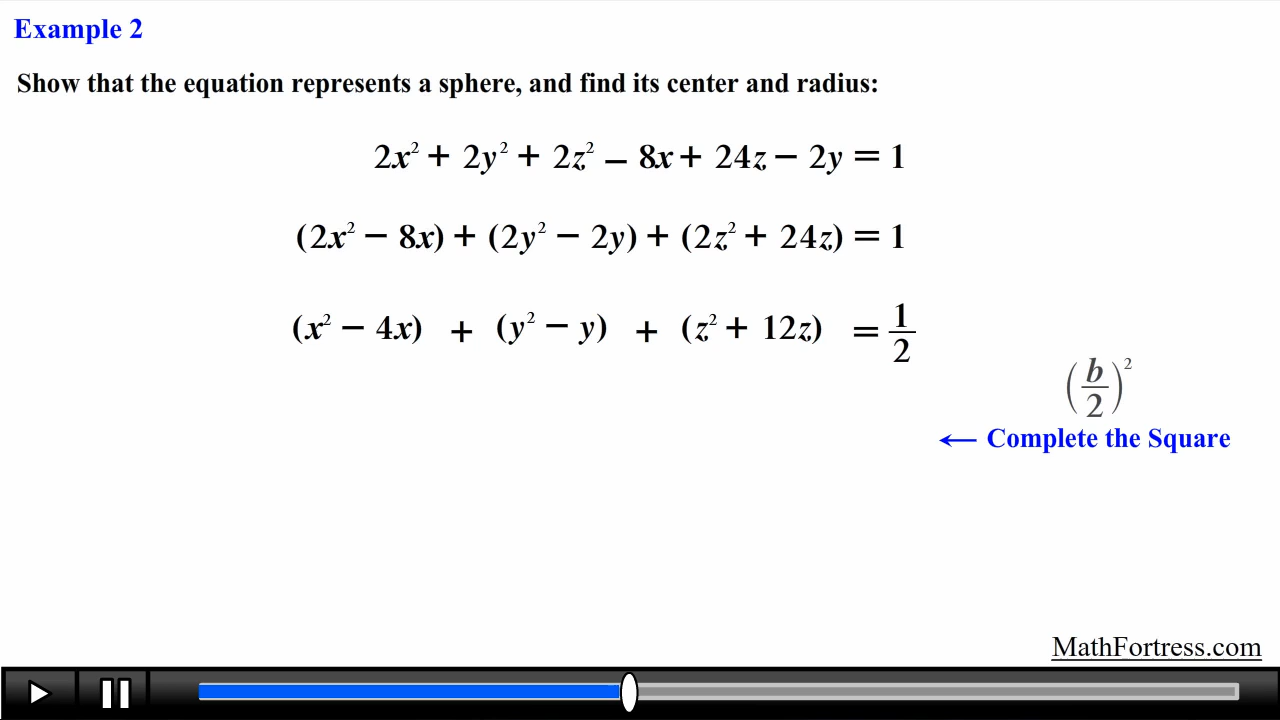 Example 2
Show that the equation represents a sphere, and find its center and radius:
2x² + 2y² + 2z² − 8x + 24z − 2y = 1
(2x² − 8x) + (2y² − 2y) + (2z² + 24z) = 1
(x² − 4x) + (y² − y) + (z² + 12z) = 1/2
(b/2)²
← Complete the Square
MathFortress.com